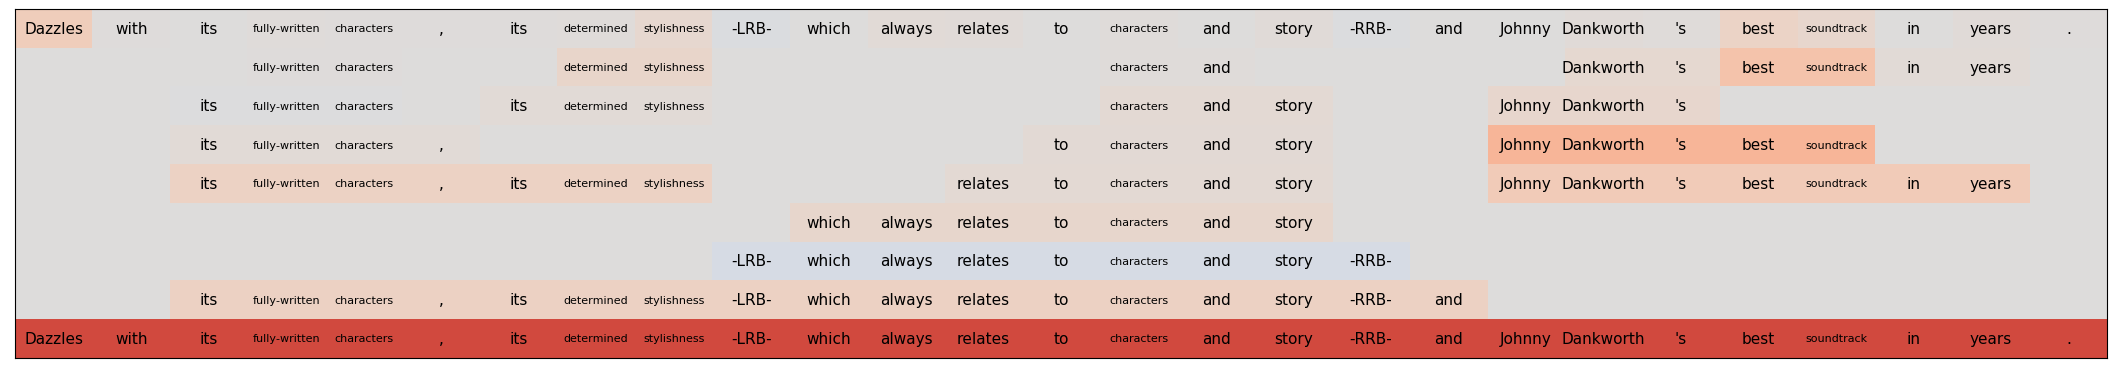 Dazzles with its fully-written characters , its determined stylishness -LRB- which always relates to characters and story -RRB- and Johnny Dankworth 's best soundtrack in years .
fully-written characters determined stylishness characters and Dankworth 's best soundtrack in years
its fully-written characters its determined stylishness characters and story Johnny Dankworth 's
its fully-written characters , to characters and story Johnny Dankworth 's best soundtrack
its fully-written characters , its determined stylishness relates to characters and story Johnny Dankworth 's best soundtrack in years
which always relates to characters and story
-LRB- which always relates to characters and story -RRB-
its fully-written characters , its determined stylishness -LRB- which always relates to characters and story -RRB- and
Dazzles with its fully-written characters , its determined stylishness -LRB- which always relates to characters and story -RRB- and Johnny Dankworth 's best soundtrack in years .